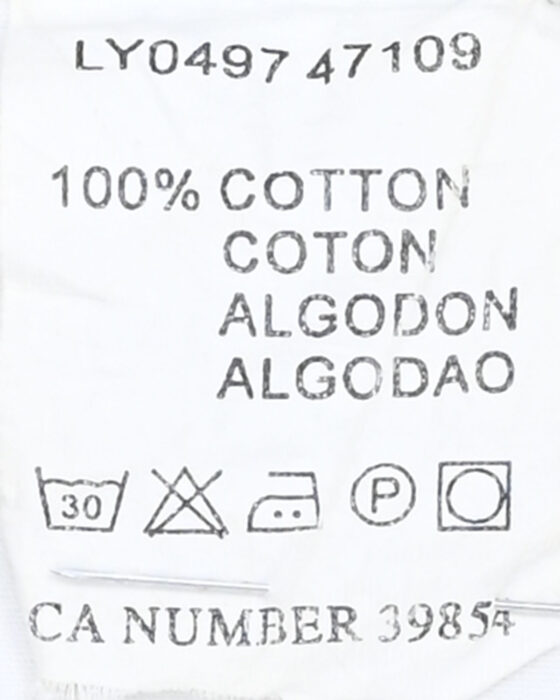 LY0497 47109
100% COTTON
COTON
ALGODON
ALGODAO
30 P
CA NUMBER 39854